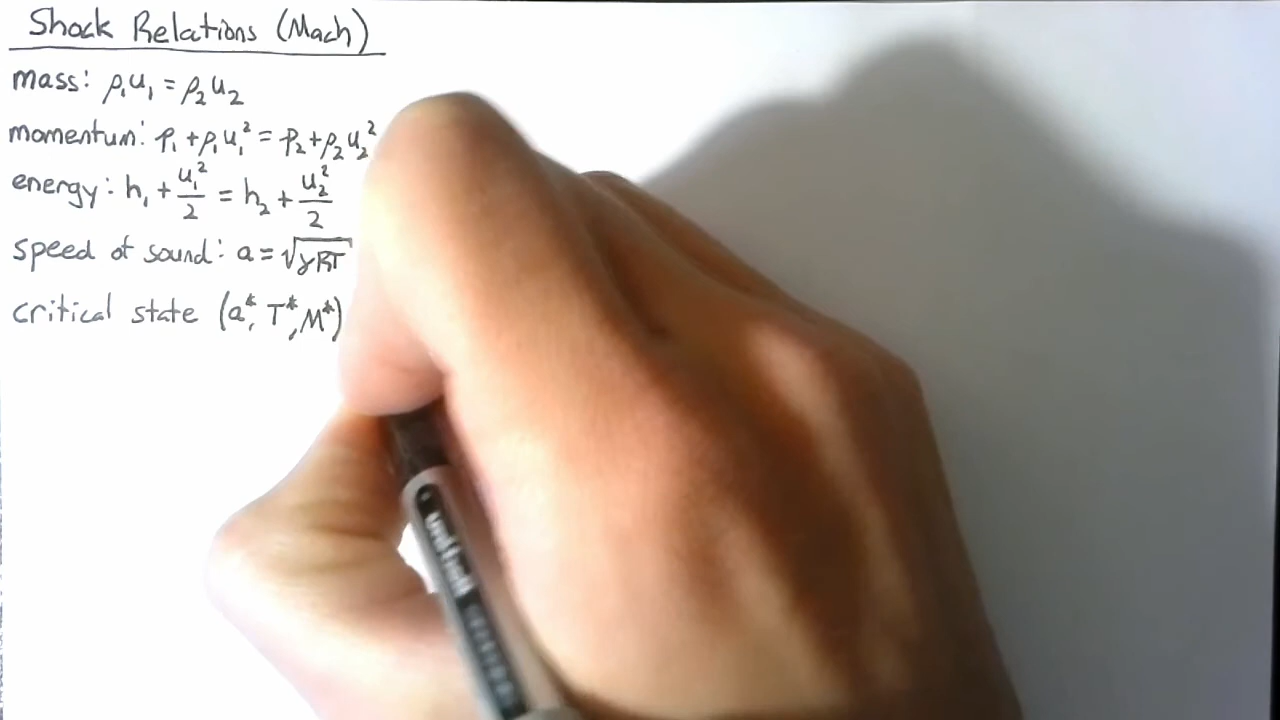 Shock Relations (Mach)
mass: ρ₁u₁ = ρ₂u₂
momentum: p₁ + ρ₁u₁² = p₂ + ρ₂u₂²
energy: h₁ + u₁²/2 = h₂ + u₂²/2
speed of sound: a = √γRT
critical state (a*, T*, M*)